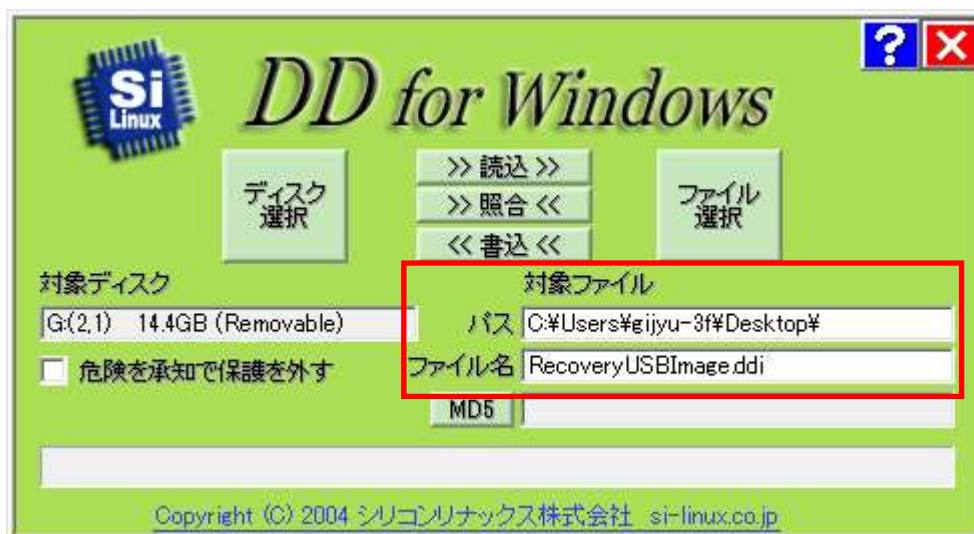 Si
Linux
DD for Windows
?
ディスク
選択
>> 読込 >>
>> 照合 <<
<< 書込 <<
ファイル
選択
対象ディスク
対象ファイル
G:(2,1) 14.4GB (Removable)
パス C:¥Users¥gijyu-3f¥Desktop¥
危険を承知で保護を外す
ファイル名 RecoveryUSBImage.ddi
MD5
Copyright (C) 2004 シリコンリナックス株式会社 si-linux.co.jp